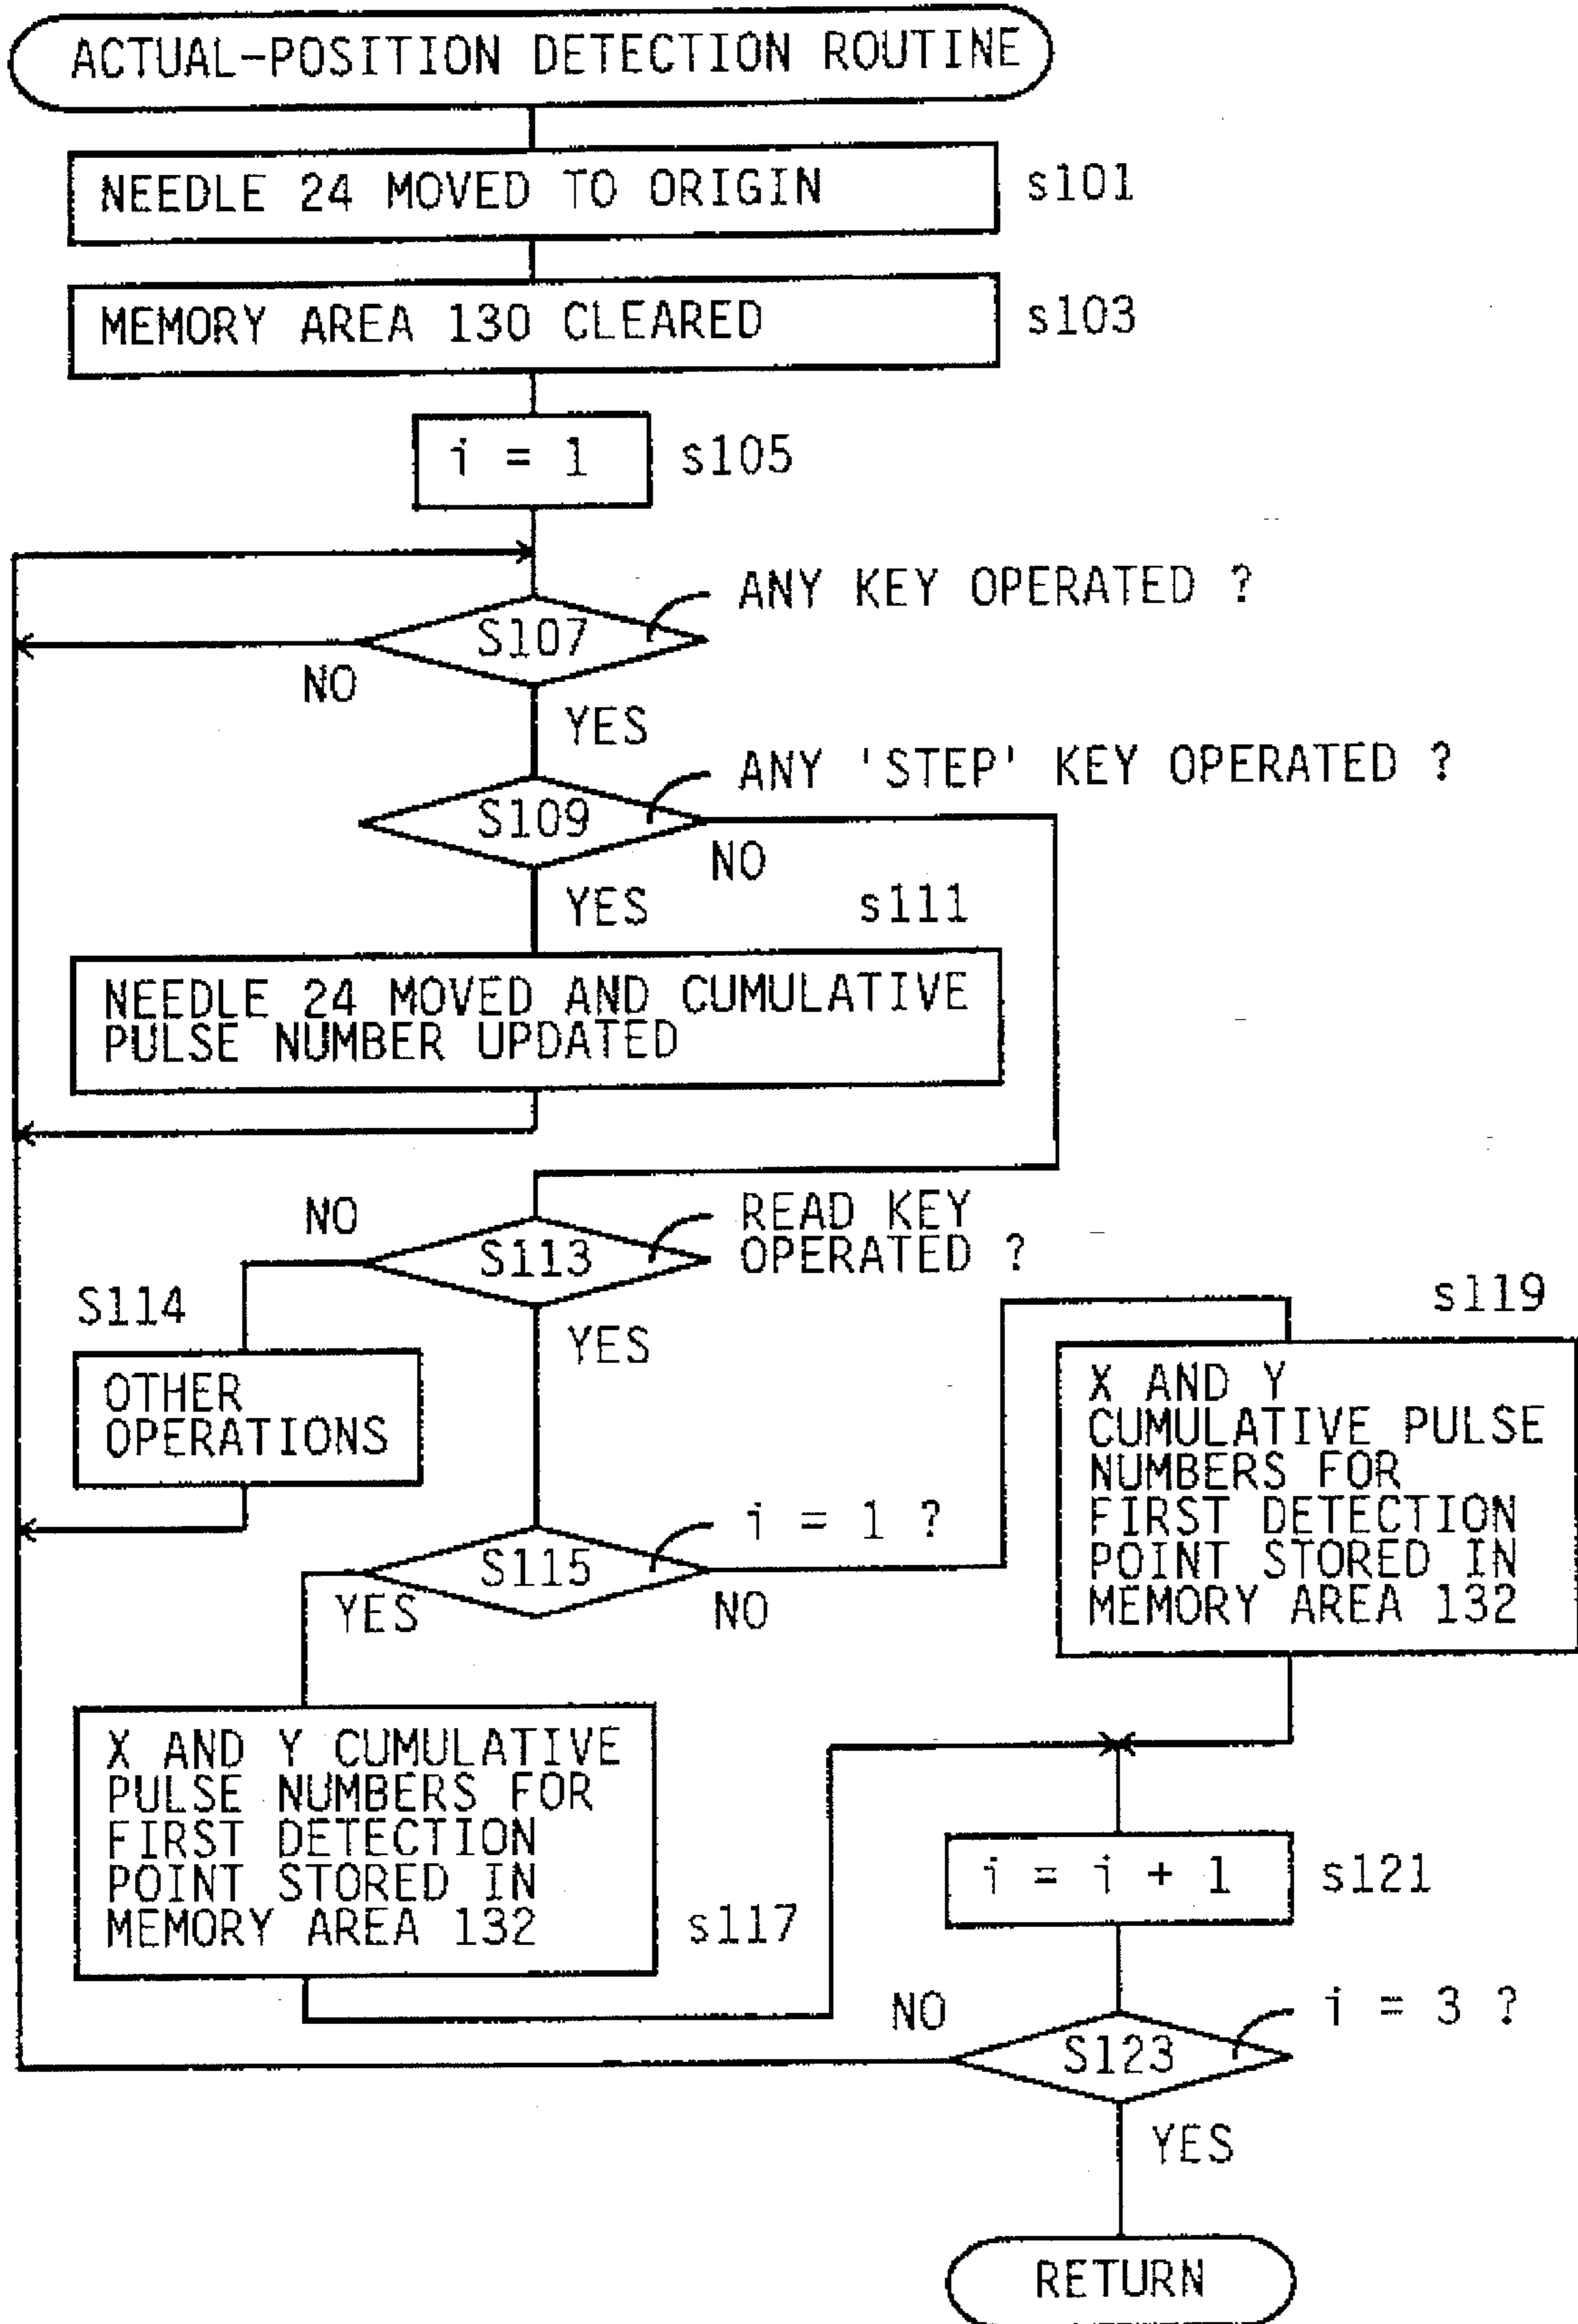 ACTUAL-POSITION DETECTION ROUTINE
NEEDLE 24 MOVED TO ORIGIN
s101
MEMORY AREA 130 CLEARED
s103
i = 1
s105
ANY KEY OPERATED ?
S107
NO
YES
ANY 'STEP' KEY OPERATED ?
S109
NO
YES
s111
NEEDLE 24 MOVED AND CUMULATIVE
PULSE NUMBER UPDATED
NO
READ KEY
OPERATED ?
S113
S114
YES
OTHER
OPERATIONS
s119
X AND Y
CUMULATIVE PULSE
NUMBERS FOR
FIRST DETECTION
POINT STORED IN
MEMORY AREA 132
i = 1 ?
S115
YES
NO
X AND Y CUMULATIVE
PULSE NUMBERS FOR
FIRST DETECTION
POINT STORED IN
MEMORY AREA 132
s117
i = i + 1
s121
NO
i = 3 ?
S123
YES
RETURN